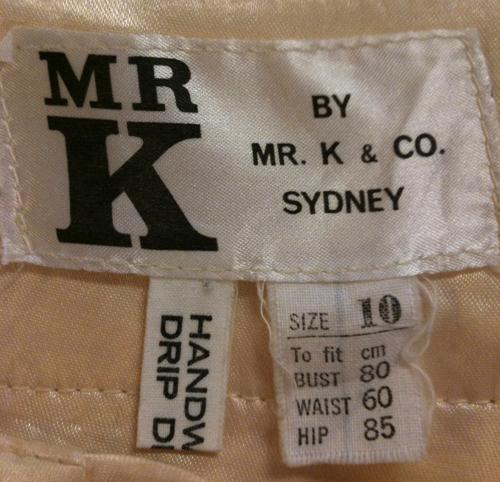 MR
K
BY
MR. K & CO.
SYDNEY
HANDW
DRIP D
SIZE 10
To fit cm
BUST 80
WAIST 60
HIP 85